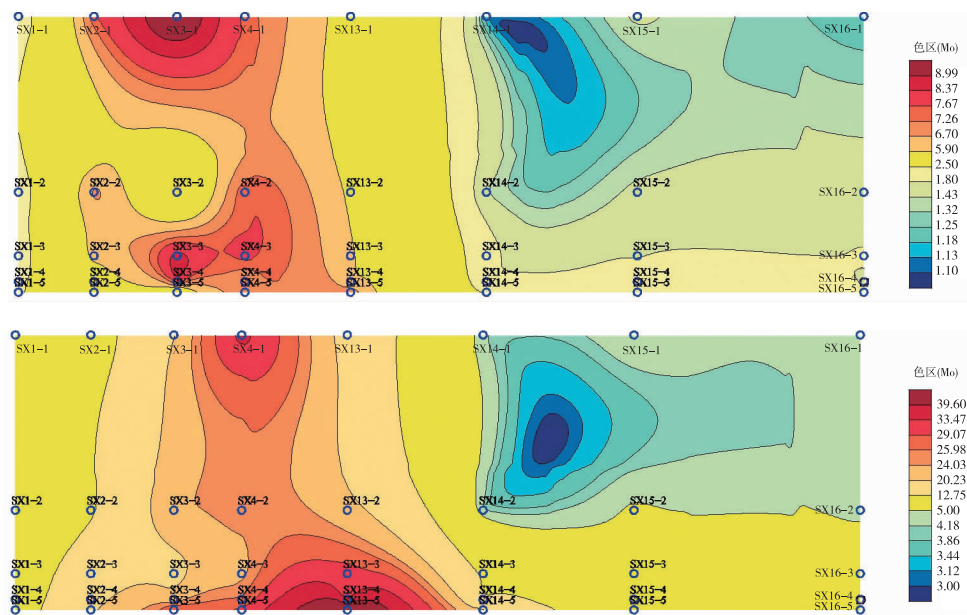 SX1-1 SX2-1 SX3-1 SX4-1 SX13-1 SX14-1 SX15-1 SX16-1
SX1-2 SX2-2 SX3-2 SX4-2 SX13-2 SX14-2 SX15-2 SX16-2
SX1-3 SX2-3 SX3-3 SX4-3 SX13-3 SX14-3 SX15-3 SX16-3
SX1-4 SX2-4 SX3-4 SX4-4 SX13-4 SX14-4 SX15-4 SX16-4
SX1-5 SX2-5 SX3-5 SX4-5 SX13-5 SX14-5 SX15-5 SX16-5
色区(Mo)
8.99
8.37
7.67
7.26
6.70
5.90
2.50
1.80
1.43
1.32
1.18
1.13
1.10
SX1-1 SX2-1 SX3-1 SX4-1 SX13-1 SX14-1 SX15-1 SX16-1
SX1-2 SX2-2 SX3-2 SX4-2 SX13-2 SX14-2 SX15-2 SX16-2
SX1-3 SX2-3 SX3-3 SX4-3 SX13-3 SX14-3 SX15-3 SX16-3
SX1-4 SX2-4 SX3-4 SX4-4 SX13-4 SX14-4 SX15-4 SX16-4
SX1-5 SX2-5 SX3-5 SX4-5 SX13-5 SX14-5 SX15-5 SX16-5
色区(Mo)
39.60
33.47
29.07
25.98
24.03
20.23
12.75
5.00
4.18
3.86
3.44
3.12
3.00